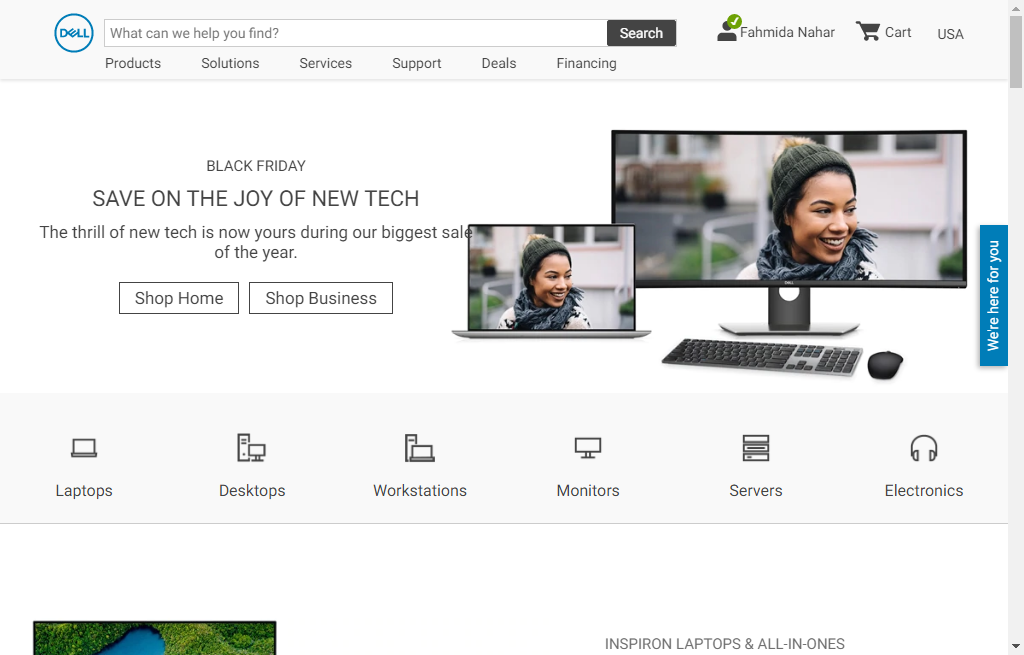 DELL
What can we help you find?
Search
Fahmida Nahar
Cart
USA
Products
Solutions
Services
Support
Deals
Financing
BLACK FRIDAY
SAVE ON THE JOY OF NEW TECH
The thrill of new tech is now yours during our biggest sale
of the year.
Shop Home
Shop Business
DELL
We're here for you
Laptops
Desktops
Workstations
Monitors
Servers
Electronics
INSPIRON LAPTOPS & ALL-IN-ONES